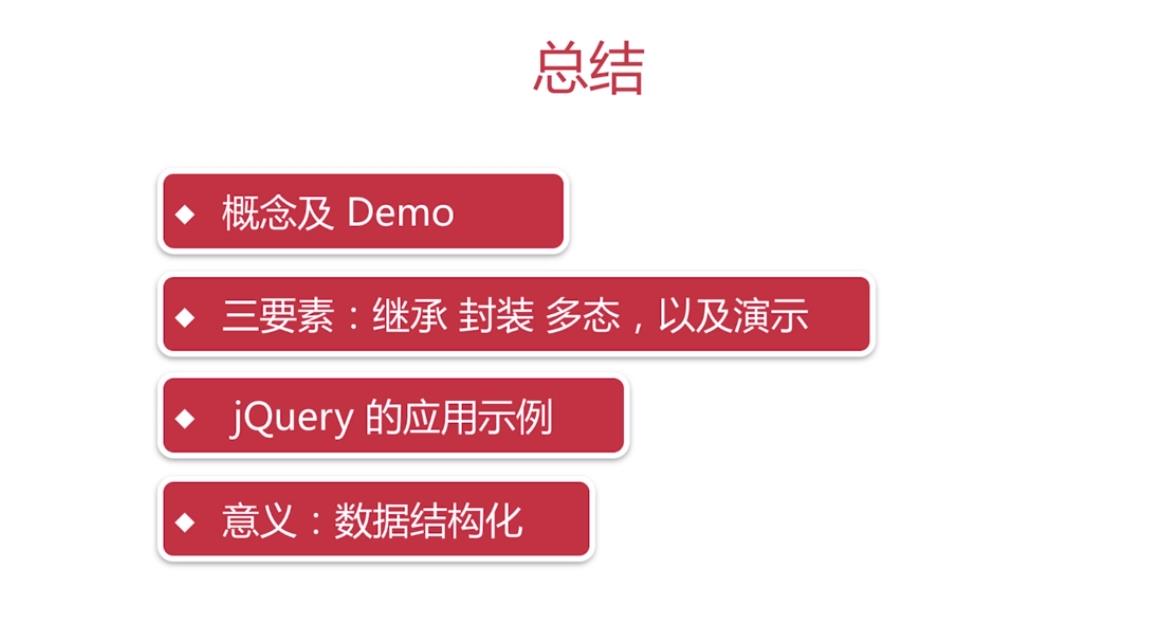 总结
◆ 概念及 Demo
◆ 三要素：继承 封装 多态，以及演示
◆ jQuery 的应用示例
◆ 意义：数据结构化